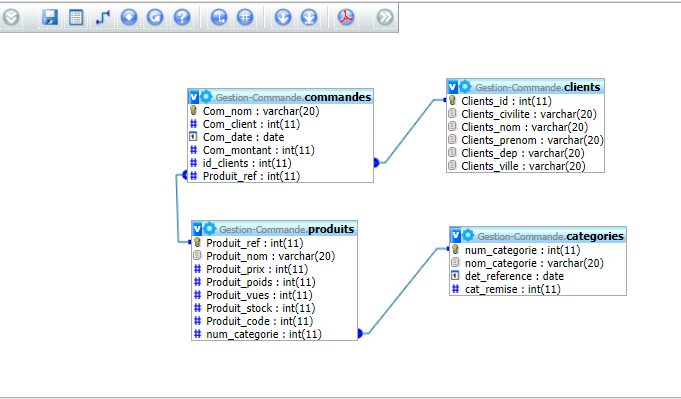 Gestion-Commande.commandes
Com_nom : varchar(20)
Com_client : int(11)
Com_date : date
Com_montant : int(11)
id_clients : int(11)
Produit_ref : int(11)
Gestion-Commande.clients
Clients_id : int(11)
Clients_civilite : varchar(20)
Clients_nom : varchar(20)
Clients_prenom : varchar(20)
Clients_dep : varchar(20)
Clients_ville : varchar(20)
Gestion-Commande.produits
Produit_ref : int(11)
Produit_nom : varchar(20)
Produit_prix : int(11)
Produit_poids : int(11)
Produit_vues : int(11)
Produit_stock : int(11)
Produit_code : int(11)
num_categorie : int(11)
Gestion-Commande.categories
num_categorie : int(11)
nom_categorie : varchar(20)
det_reference : date
cat_remise : int(11)